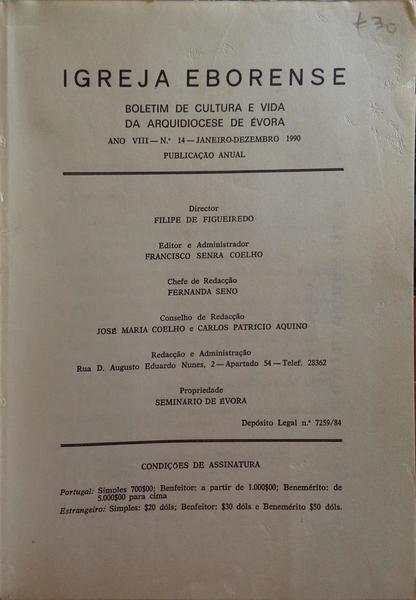 £30
IGREJA EBORENSE
BOLETIM DE CULTURA E VIDA
DA ARQUIDIOCESE DE ÉVORA
ANO VIII — N.º 14 — JANEIRO-DEZEMBRO 1990
PUBLICAÇÃO ANUAL
Director
FILIPE DE FIGUEIREDO
Editor e Administrador
FRANCISCO SENRA COELHO
Chefe de Redacção
FERNANDA SENO
Conselho de Redacção
JOSÉ MARIA COELHO e CARLOS PATRÍCIO AQUINO
Redacção e Administração
Rua D. Augusto Eduardo Nunes, 2 — Apartado 54 — Telef. 28362
Propriedade
SEMINÁRIO DE ÉVORA
Depósito Legal n.º 7259/84
CONDIÇÕES DE ASSINATURA
Portugal: Simples 700$00; Benfeitor: a partir de 1.000$00; Benemérito: de
5.000$00 para cima
Estrangeiro: Simples: $20 dóls; Benfeitor: $30 dóls e Benemérito $50 dóls.